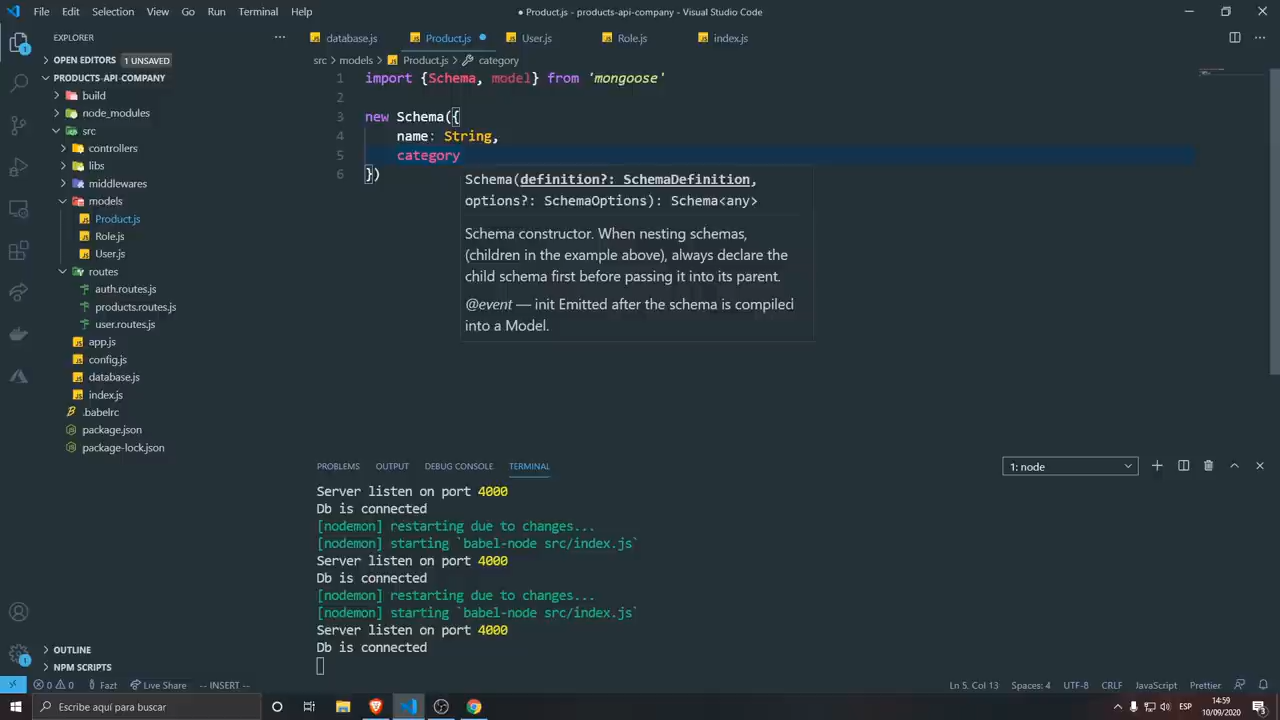 File Edit Selection View Go Run Terminal Help
● Product.js - products-api-company - Visual Studio Code
EXPLORER ...
database.js Product.js User.js Role.js index.js
OPEN EDITORS 1 UNSAVED
src > models > Product.js > category
PRODUCTS-API-COMPANY
build
node_modules
src
controllers
libs
middlewares
models
Product.js
Role.js
User.js
routes
auth.routes.js
products.routes.js
user.routes.js
app.js
config.js
database.js
index.js
.babelrc
package.json
package-lock.json
OUTLINE
NPM SCRIPTS
1 import {Schema, model} from 'mongoose'
2
3 new Schema({
4 name: String,
5 category
6 })
Schema(definition?: SchemaDefinition,
options?: SchemaOptions): Schema<any>
Schema constructor. When nesting schemas,
(children in the example above), always declare the
child schema first before passing it into its parent.
@event — init Emitted after the schema is compiled
into a Model.
PROBLEMS OUTPUT DEBUG CONSOLE TERMINAL
1: node
Server listen on port 4000
Db is connected
[nodemon] restarting due to changes...
[nodemon] starting `babel-node src/index.js`
Server listen on port 4000
Db is connected
[nodemon] restarting due to changes...
[nodemon] starting `babel-node src/index.js`
Server listen on port 4000
Db is connected
0 0 Fazt Live Share -- INSERT -- Ln 5, Col 13 Spaces: 4 UTF-8 CRLF JavaScript Prettier
Escribe aquí para buscar
ESP
14:59
10/09/2020
3